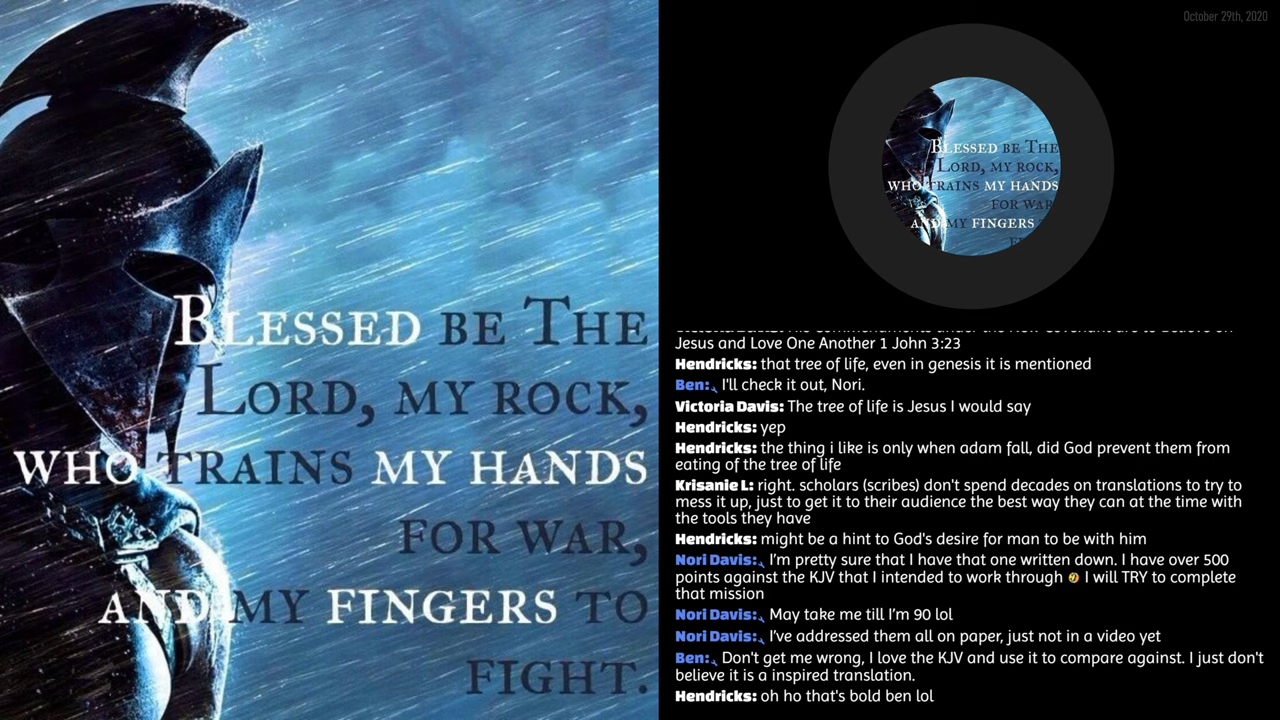 BLESSED BE THE
LORD, MY ROCK,
WHO TRAINS MY HANDS
FOR WAR,
AND MY FINGERS TO
FIGHT.
October 29th, 2020
BLESSED BE THE
LORD, MY ROCK,
WHO TRAINS MY HANDS
FOR WAR
AND MY FINGERS
Jesus and Love One Another 1 John 3:23
Hendricks: that tree of life, even in genesis it is mentioned
Ben: I'll check it out, Nori.
Victoria Davis: The tree of life is Jesus I would say
Hendricks: yep
Hendricks: the thing i like is only when adam fall, did God prevent them from
eating of the tree of life
Krisanie L: right. scholars (scribes) don't spend decades on translations to try to
mess it up, just to get it to their audience the best way they can at the time with
the tools they have
Hendricks: might be a hint to God's desire for man to be with him
Nori Davis: I’m pretty sure that I have that one written down. I have over 500
points against the KJV that I intended to work through 🤣 I will TRY to complete
that mission
Nori Davis: May take me till I’m 90 lol
Nori Davis: I’ve addressed them all on paper, just not in a video yet
Ben: Don't get me wrong, I love the KJV and use it to compare against. I just don't
believe it is a inspired translation.
Hendricks: oh ho that's bold ben lol